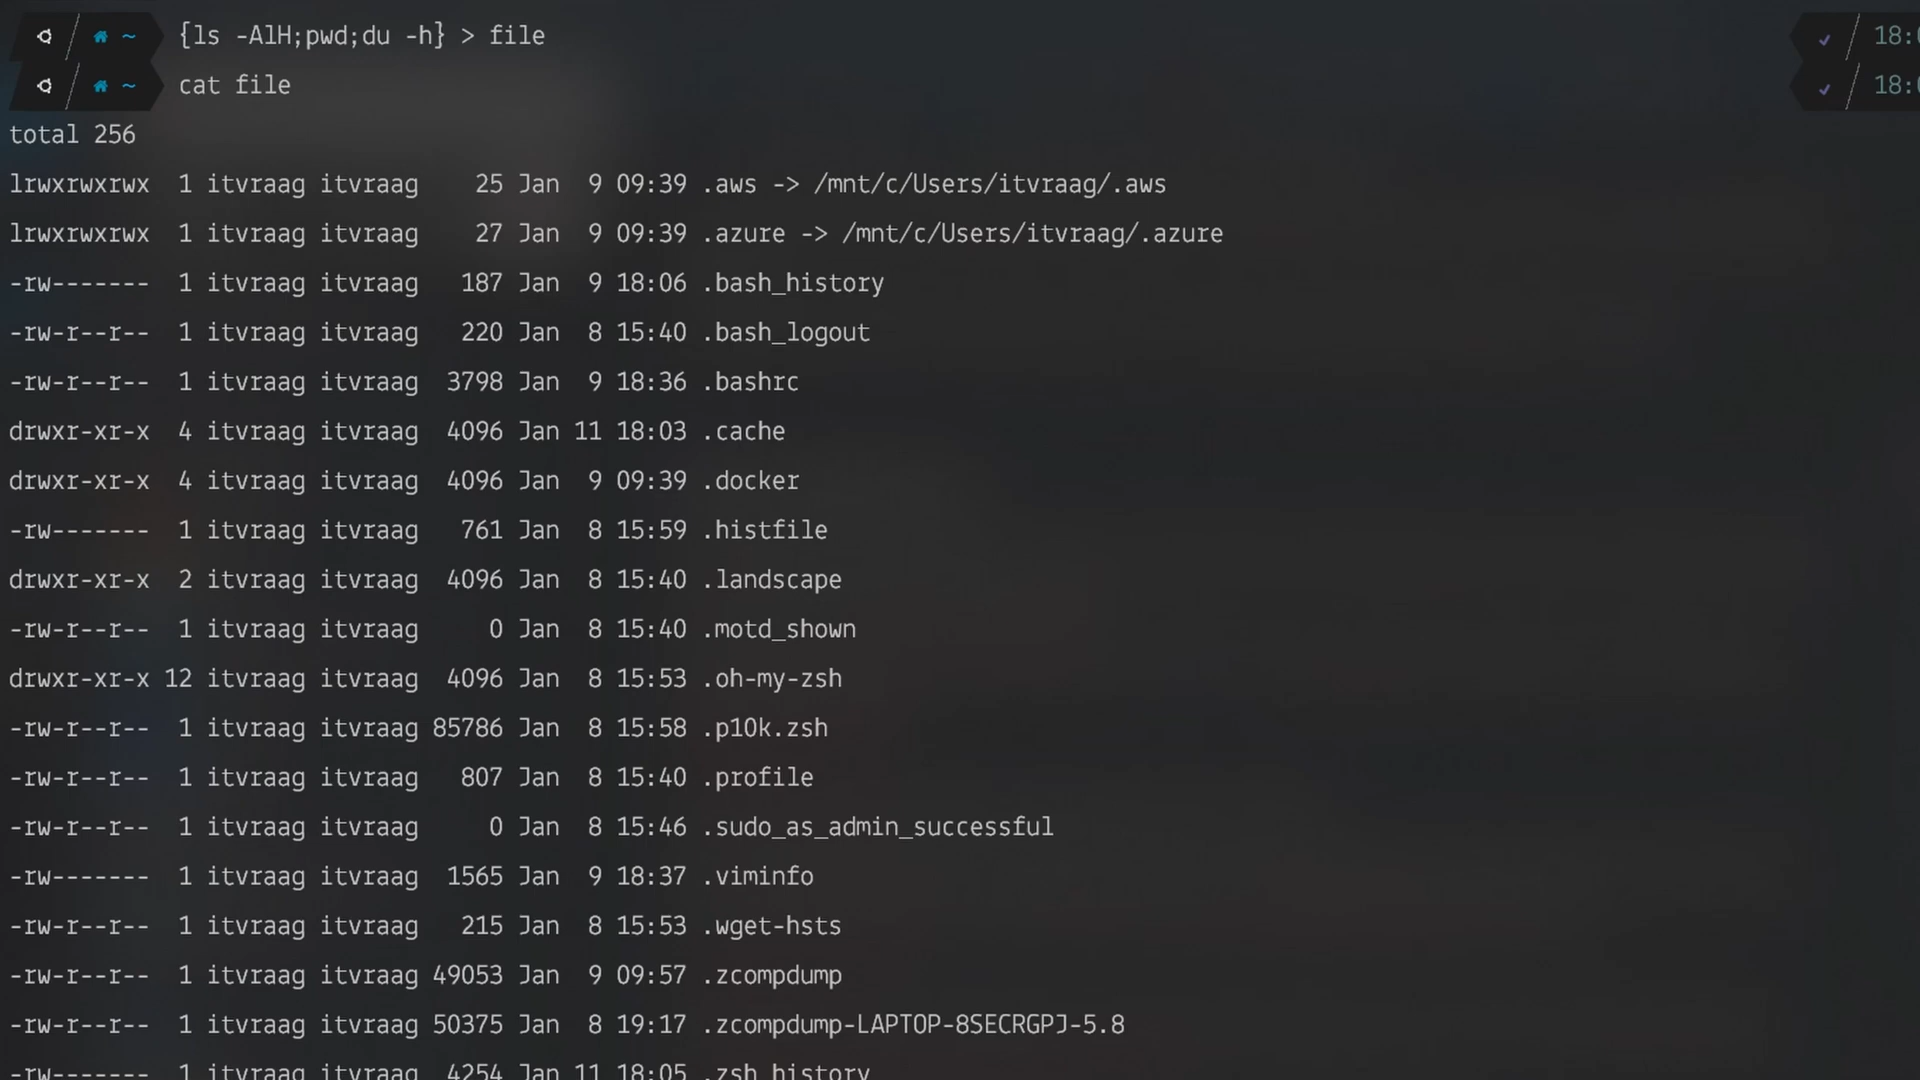 ~ {ls -AlH;pwd;du -h} > file 18:
~ cat file 18:
total 256
lrwxrwxrwx 1 itvraag itvraag 25 Jan 9 09:39 .aws -> /mnt/c/Users/itvraag/.aws
lrwxrwxrwx 1 itvraag itvraag 27 Jan 9 09:39 .azure -> /mnt/c/Users/itvraag/.azure
-rw------- 1 itvraag itvraag 187 Jan 9 18:06 .bash_history
-rw-r--r-- 1 itvraag itvraag 220 Jan 8 15:40 .bash_logout
-rw-r--r-- 1 itvraag itvraag 3798 Jan 9 18:36 .bashrc
drwxr-xr-x 4 itvraag itvraag 4096 Jan 11 18:03 .cache
drwxr-xr-x 4 itvraag itvraag 4096 Jan 9 09:39 .docker
-rw------- 1 itvraag itvraag 761 Jan 8 15:59 .histfile
drwxr-xr-x 2 itvraag itvraag 4096 Jan 8 15:40 .landscape
-rw-r--r-- 1 itvraag itvraag 0 Jan 8 15:40 .motd_shown
drwxr-xr-x 12 itvraag itvraag 4096 Jan 8 15:53 .oh-my-zsh
-rw-r--r-- 1 itvraag itvraag 85786 Jan 8 15:58 .p10k.zsh
-rw-r--r-- 1 itvraag itvraag 807 Jan 8 15:40 .profile
-rw-r--r-- 1 itvraag itvraag 0 Jan 8 15:46 .sudo_as_admin_successful
-rw------- 1 itvraag itvraag 1565 Jan 9 18:37 .viminfo
-rw-r--r-- 1 itvraag itvraag 215 Jan 8 15:53 .wget-hsts
-rw-r--r-- 1 itvraag itvraag 49053 Jan 9 09:57 .zcompdump
-rw-r--r-- 1 itvraag itvraag 50375 Jan 8 19:17 .zcompdump-LAPTOP-8SECRGPJ-5.8
-rw------- 1 itvraag itvraag 4254 Jan 11 18:05 .zsh_history